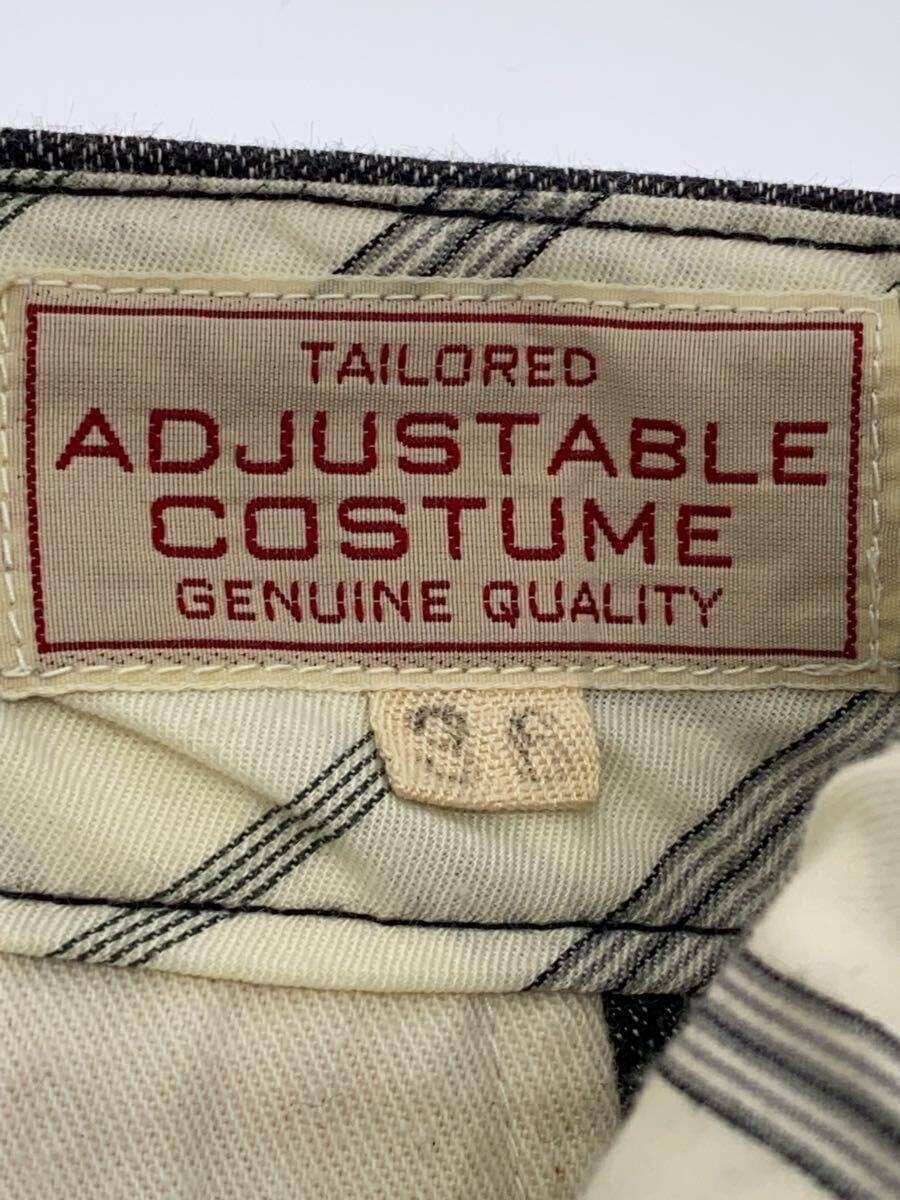 TAILORED
ADJUSTABLE
COSTUME
GENUINE QUALITY